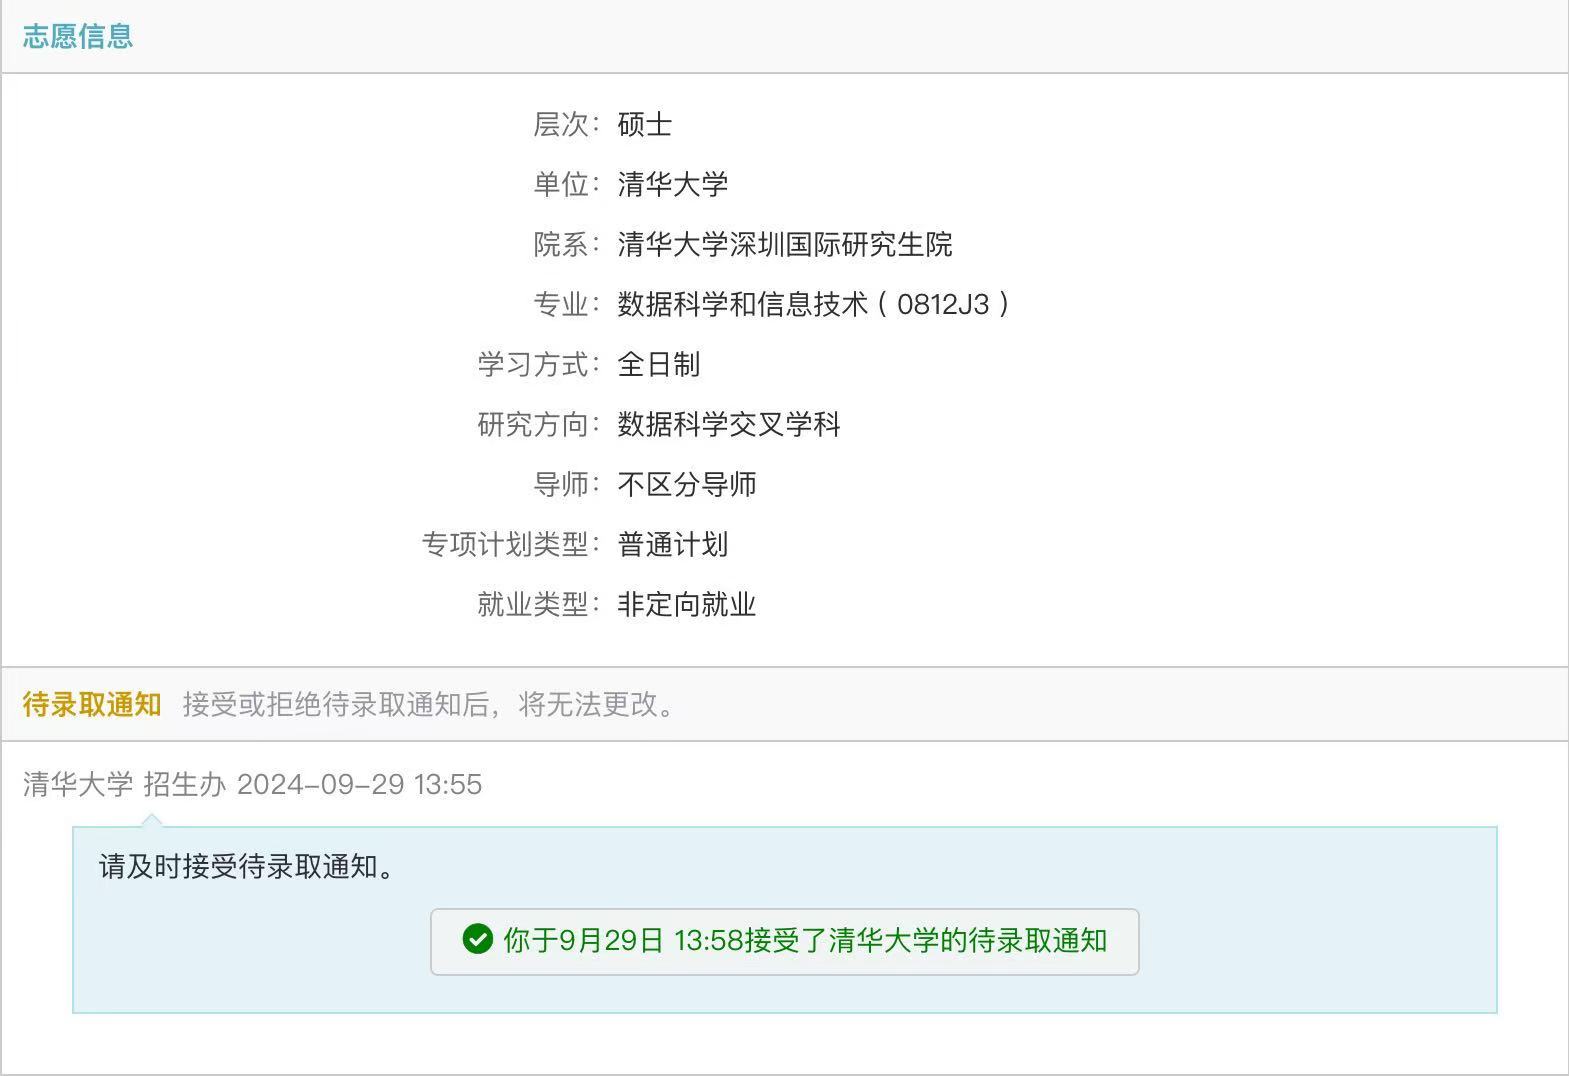 志愿信息
层次： 硕士
单位： 清华大学
院系： 清华大学深圳国际研究生院
专业： 数据科学和信息技术（0812J3）
学习方式： 全日制
研究方向： 数据科学交叉学科
导师： 不区分导师
专项计划类型： 普通计划
就业类型： 非定向就业
待录取通知 接受或拒绝待录取通知后，将无法更改。
清华大学 招生办 2024-09-29 13:55
请及时接受待录取通知。
你于9月29日 13:58接受了清华大学的待录取通知